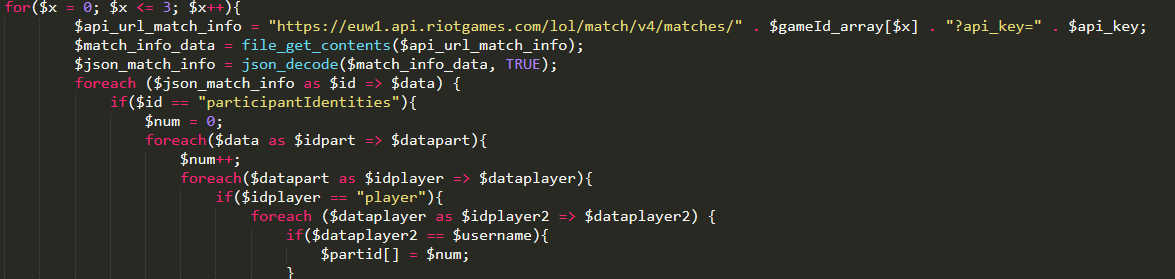 for($x = 0; $x <= 3; $x++){
$api_url_match_info = "https://euw1.api.riotgames.com/lol/match/v4/matches/" . $gameId_array[$x] . "?api_key=" . $api_key;
$match_info_data = file_get_contents($api_url_match_info);
$json_match_info = json_decode($match_info_data, TRUE);
foreach ($json_match_info as $id => $data) {
if($id == "participantIdentities"){
$num = 0;
foreach($data as $idpart => $datapart){
$num++;
foreach($datapart as $idplayer => $dataplayer){
if($idplayer == "player"){
foreach ($dataplayer as $idplayer2 => $dataplayer2) {
if($dataplayer2 == $username){
$partid[] = $num;
}